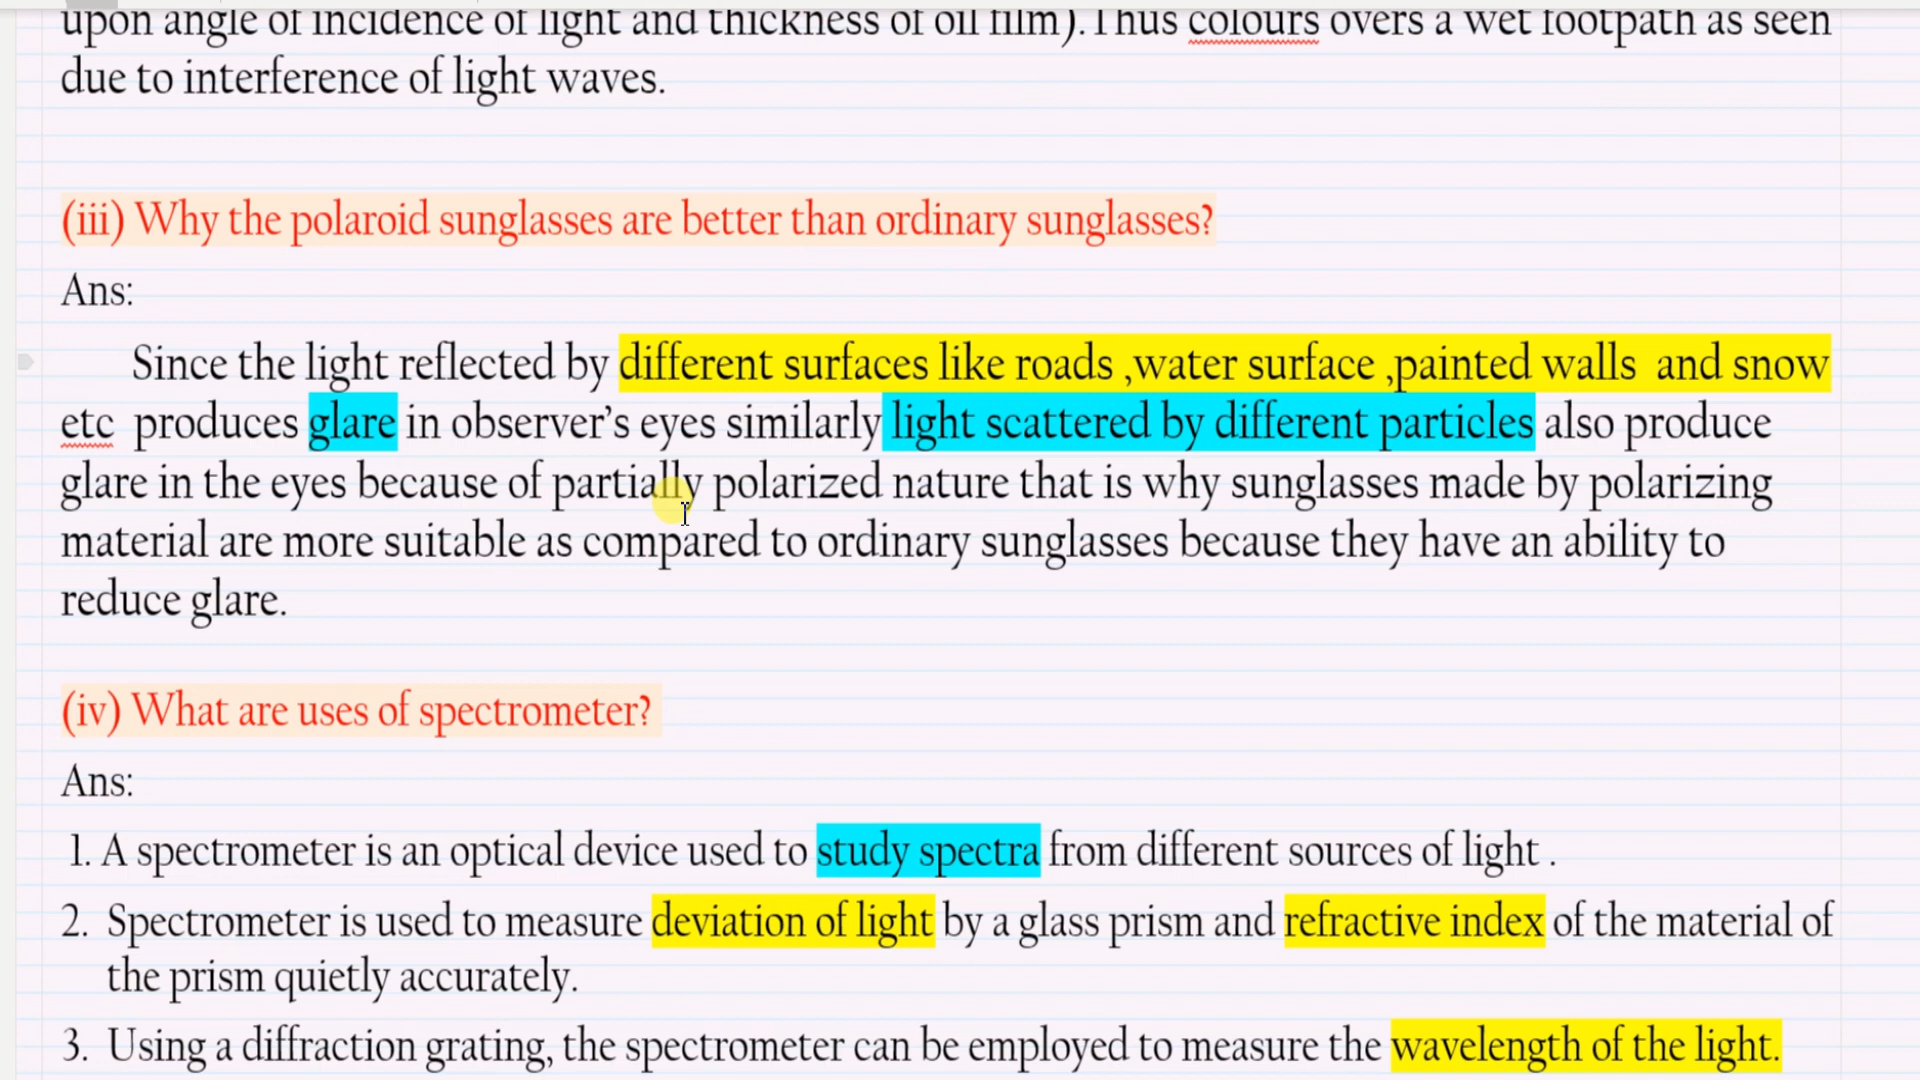 upon angle of incidence of light and thickness of oil film).Thus colours overs a wet footpath as seen
due to interference of light waves.
(iii) Why the polaroid sunglasses are better than ordinary sunglasses?
Ans:
Since the light reflected by different surfaces like roads ,water surface ,painted walls  and snow
etc  produces glare in observer’s eyes similarly light scattered by different particles also produce
glare in the eyes because of partially polarized nature that is why sunglasses made by polarizing
material are more suitable as compared to ordinary sunglasses because they have an ability to
reduce glare.
(iv) What are uses of spectrometer?
Ans:
1. A spectrometer is an optical device used to study spectra from different sources of light .
2. Spectrometer is used to measure deviation of light by a glass prism and refractive index of the material of
the prism quietly accurately.
3. Using a diffraction grating, the spectrometer can be employed to measure the wavelength of the light.